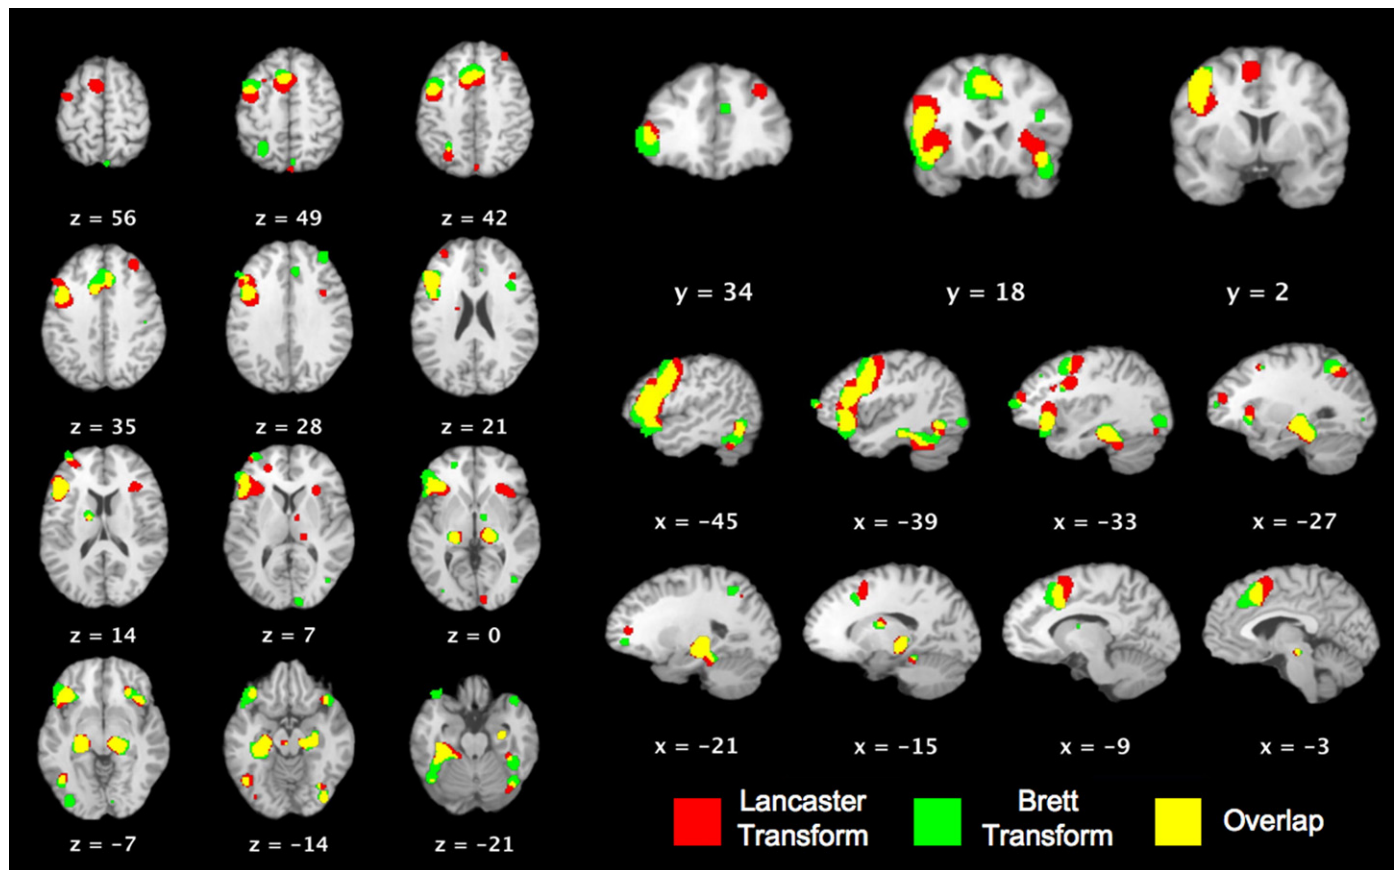 z = 56
z = 49
z = 42
z = 35
z = 28
z = 21
z = 14
z = 7
z = 0
z = -7
z = -14
z = -21
y = 34
y = 18
y = 2
x = -45
x = -39
x = -33
x = -27
x = -21
x = -15
x = -9
x = -3
Lancaster
Transform
Brett
Transform
Overlap